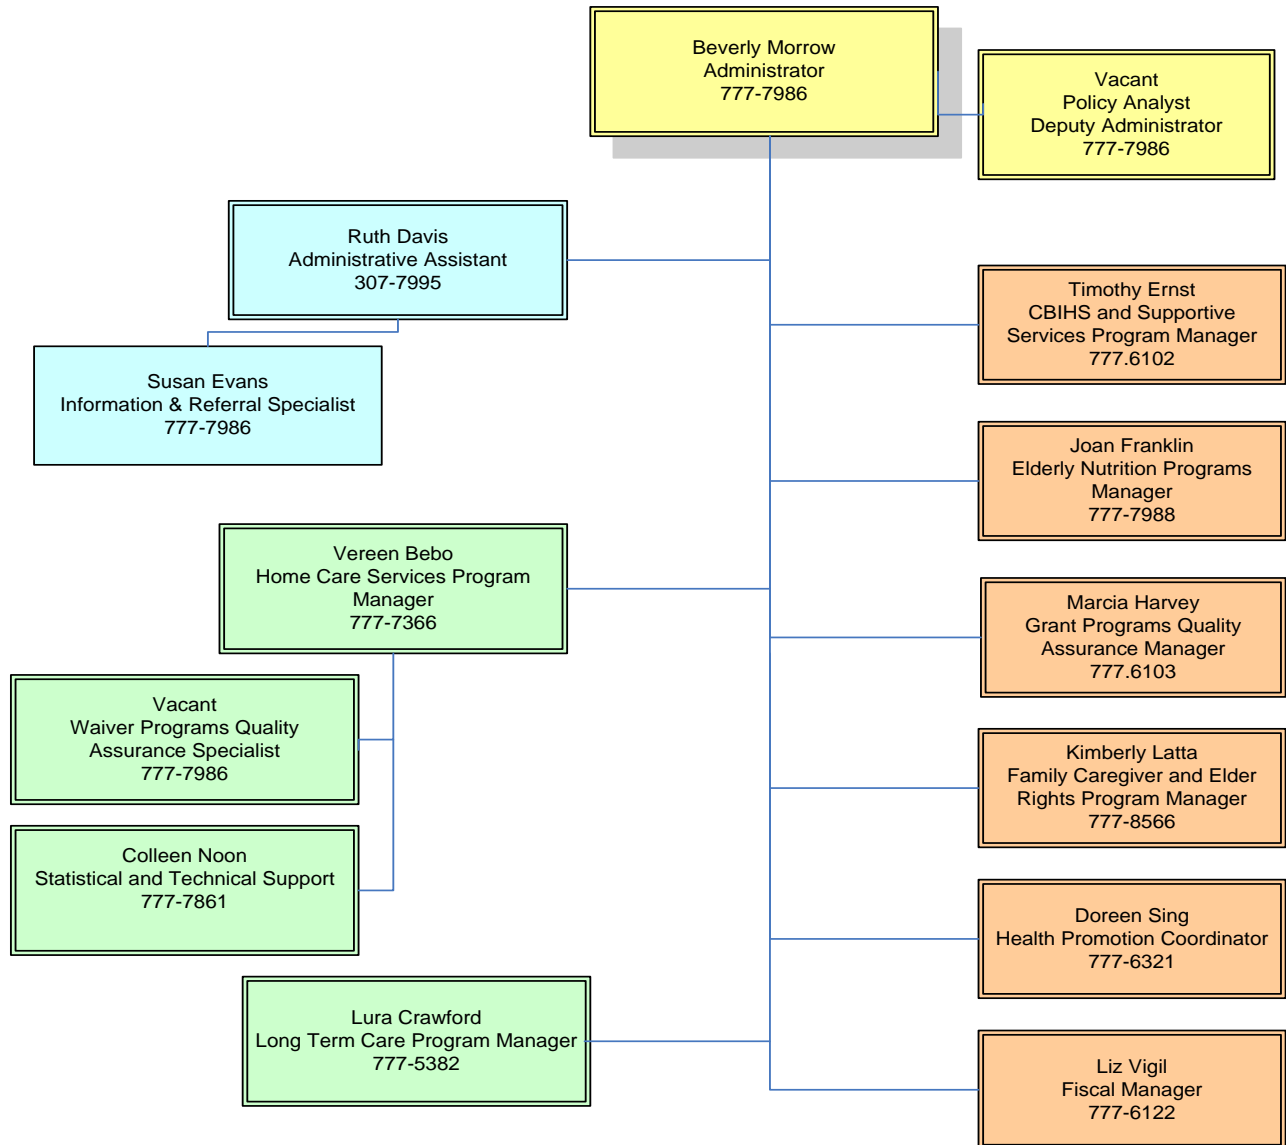 Beverly Morrow
Administrator
777-7986
Vacant
Policy Analyst
Deputy Administrator
777-7986
Ruth Davis
Administrative Assistant
307-7995
Susan Evans
Information & Referral Specialist
777-7986
Timothy Ernst
CBIHS and Supportive
Services Program Manager
777.6102
Joan Franklin
Elderly Nutrition Programs
Manager
777-7988
Vereen Bebo
Home Care Services Program
Manager
777-7366
Marcia Harvey
Grant Programs Quality
Assurance Manager
777.6103
Vacant
Waiver Programs Quality
Assurance Specialist
777-7986
Kimberly Latta
Family Caregiver and Elder
Rights Program Manager
777-8566
Colleen Noon
Statistical and Technical Support
777-7861
Doreen Sing
Health Promotion Coordinator
777-6321
Lura Crawford
Long Term Care Program Manager
777-5382
Liz Vigil
Fiscal Manager
777-6122